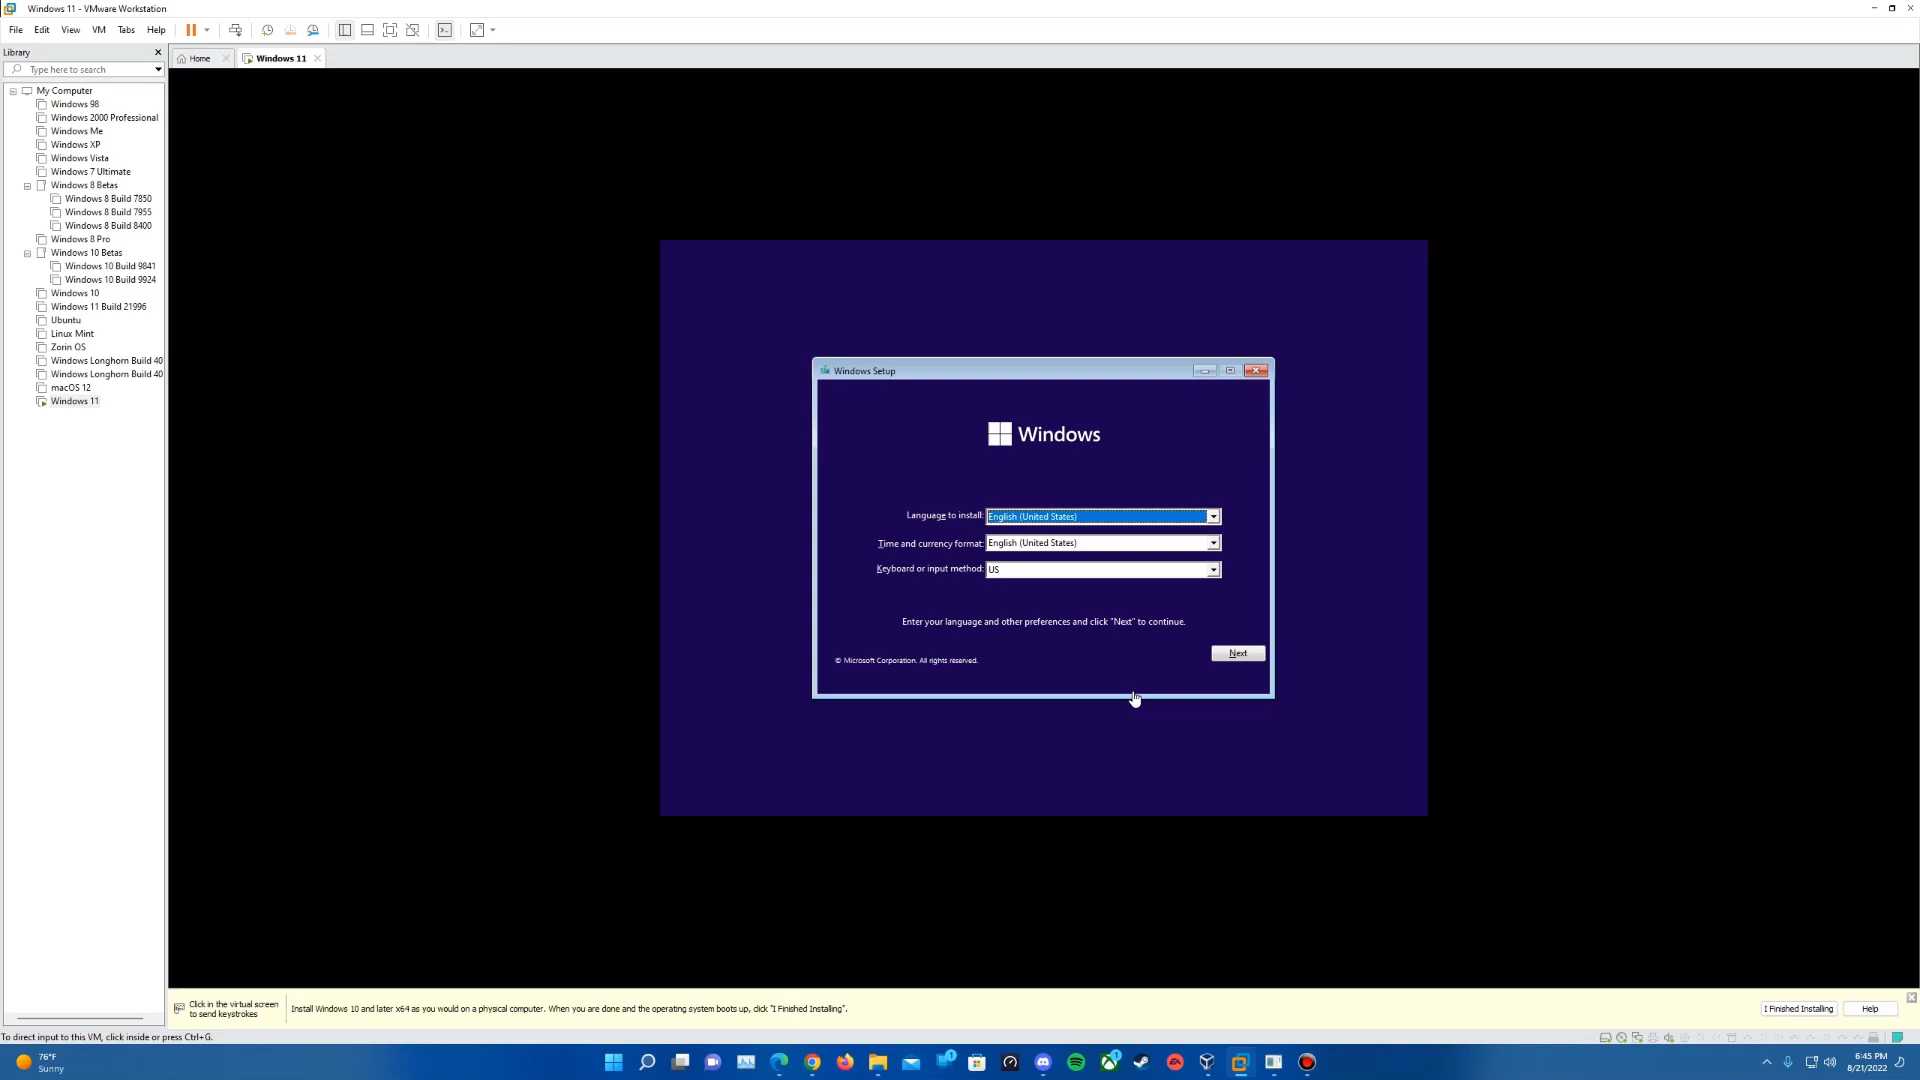 Windows 11 - VMware Workstation
File Edit View VM Tabs Help
Library
Type here to search
Home
Windows 11
My Computer
Windows 98
Windows 2000 Professional
Windows Me
Windows XP
Windows Vista
Windows 7 Ultimate
Windows 8 Betas
Windows 8 Build 7850
Windows 8 Build 7955
Windows 8 Build 8400
Windows 8 Pro
Windows 10 Betas
Windows 10 Build 9841
Windows 10 Build 9924
Windows 10
Windows 11 Build 21996
Ubuntu
Linux Mint
Zorin OS
Windows Longhorn Build 40
Windows Longhorn Build 40
macOS 12
Windows 11
Windows Setup
Windows
Language to install: English (United States)
Time and currency format: English (United States)
Keyboard or input method: US
Enter your language and other preferences and click "Next" to continue.
Next
© Microsoft Corporation. All rights reserved.
Click in the virtual screen
to send keystrokes
Install Windows 10 and later x64 as you would on a physical computer. When you are done and the operating system boots up, click "I Finished Installing".
I Finished Installing
Help
To direct input to this VM, click inside or press Ctrl+G.
76°F
Sunny
1
1
6:45 PM
8/21/2022